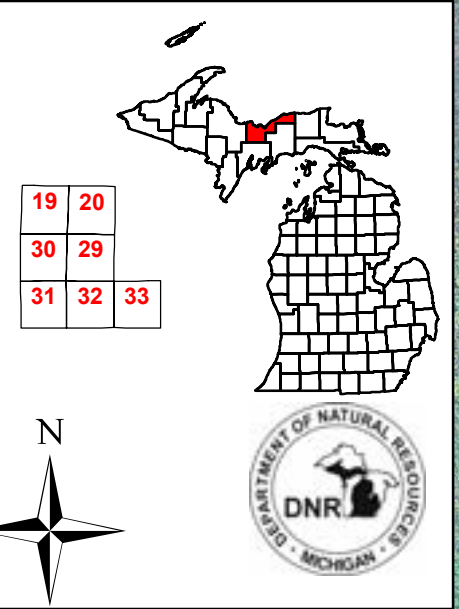 19 20
30 29
31 32 33
N
DEPARTMENT OF NATURAL RESOURCES
DNR
• MICHIGAN •